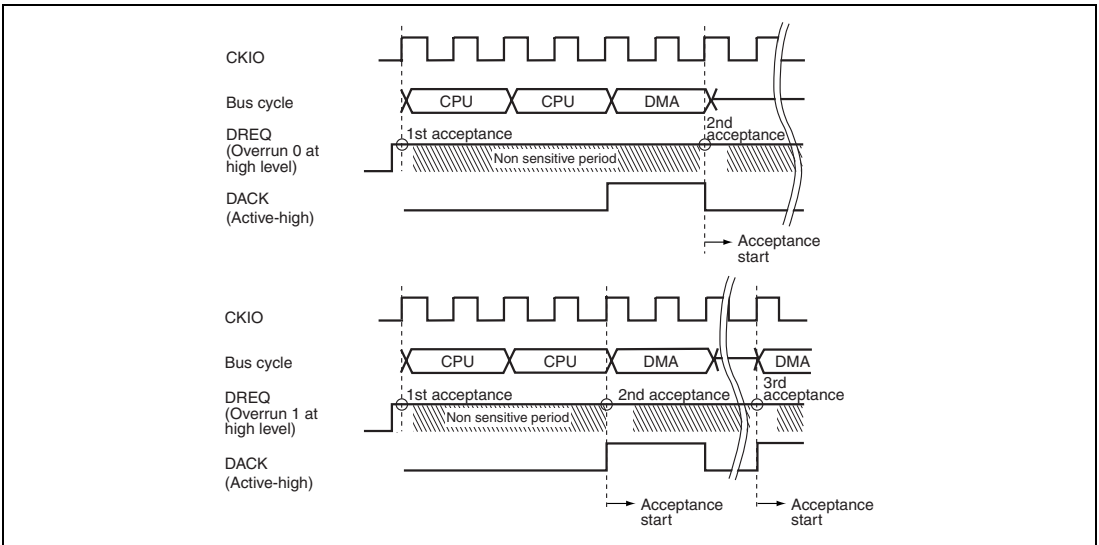 CKIO
Bus cycle
CPU
CPU
DMA
DREQ
(Overrun 0 at
high level)
1st acceptance
2nd
acceptance
Non sensitive period
DACK
(Active-high)
Acceptance
start
CKIO
Bus cycle
CPU
CPU
DMA
DMA
DREQ
(Overrun 1 at
high level)
1st acceptance
2nd acceptance
3rd
acceptance
Non sensitive period
DACK
(Active-high)
Acceptance
start
Acceptance
start